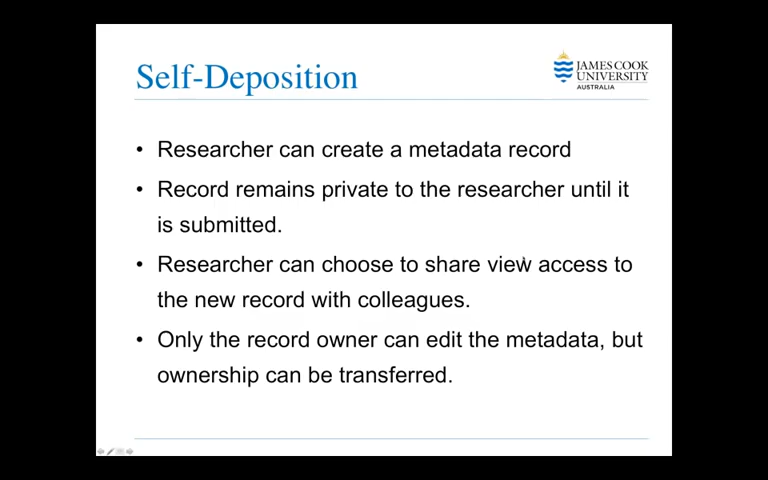 Self-Deposition
JAMES COOK
UNIVERSITY
AUSTRALIA
• Researcher can create a metadata record
• Record remains private to the researcher until it
is submitted.
• Researcher can choose to share view access to
the new record with colleagues.
• Only the record owner can edit the metadata, but
ownership can be transferred.